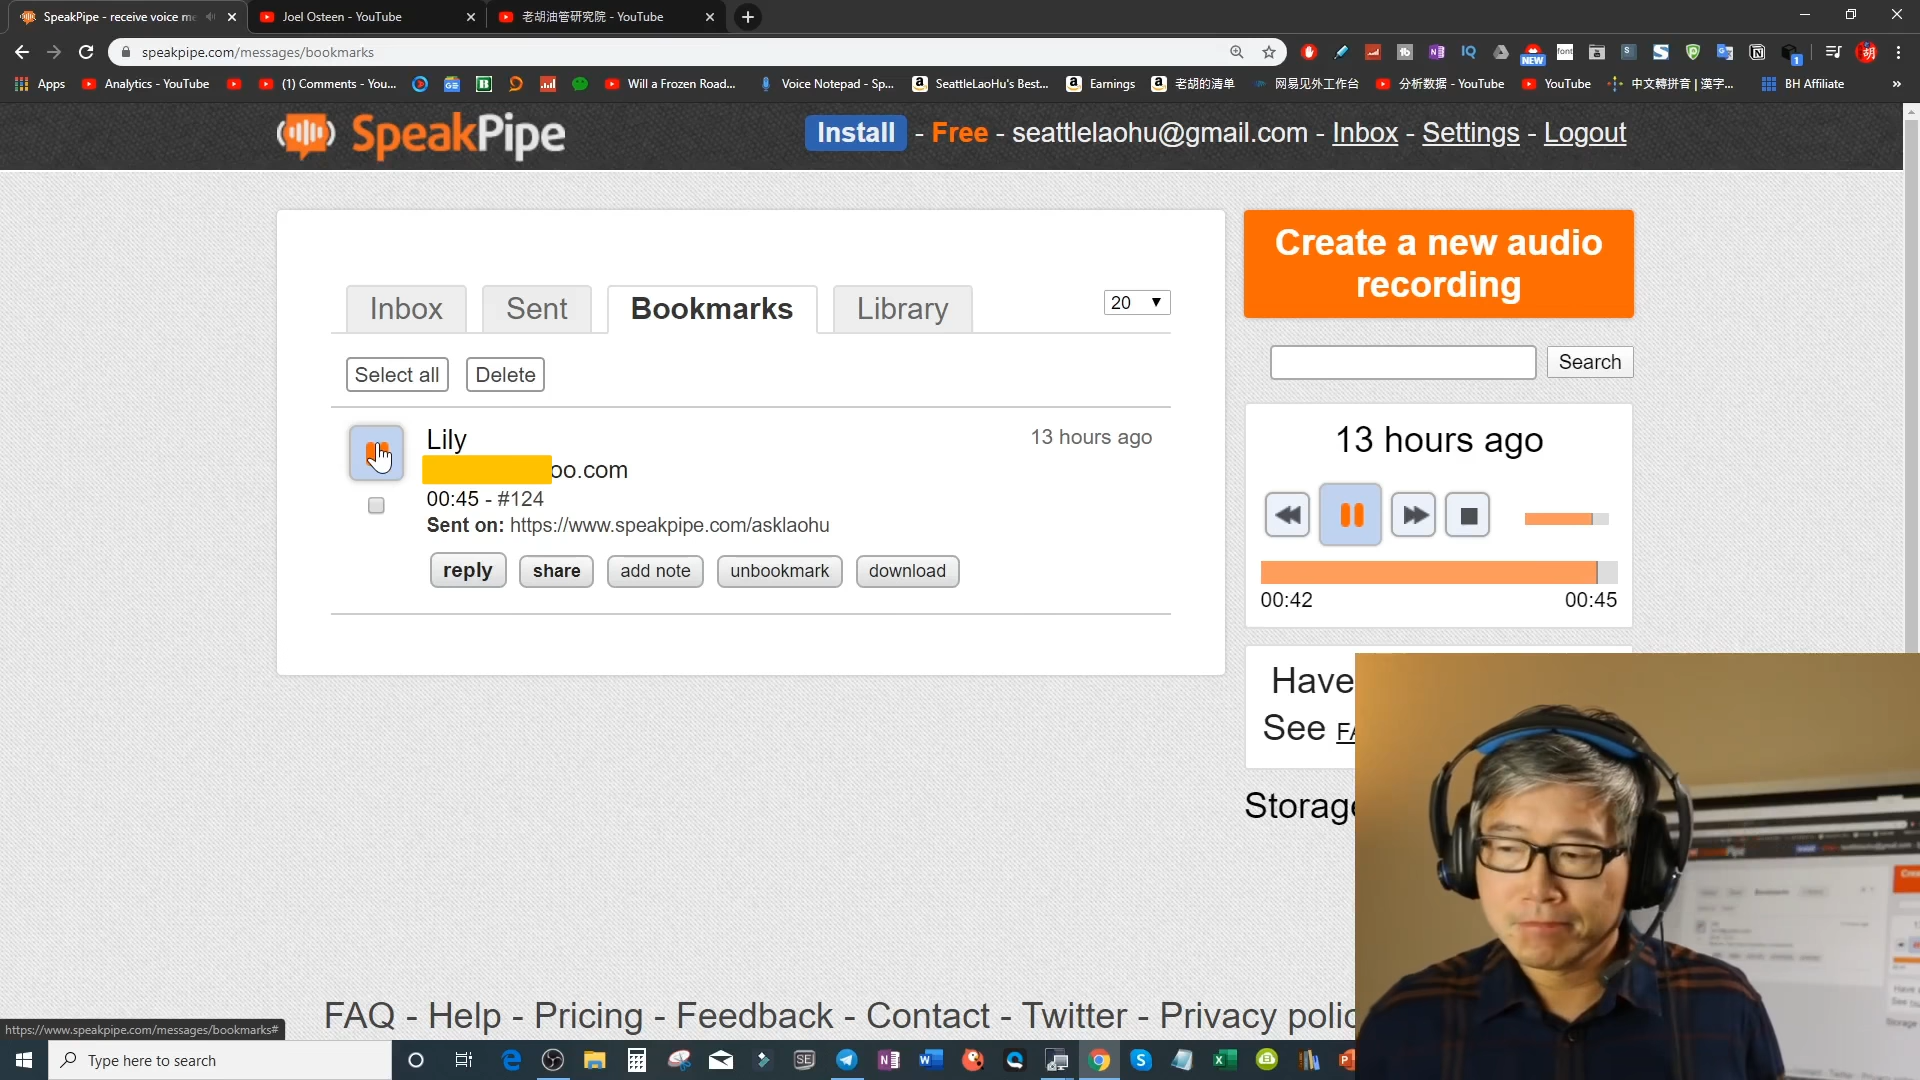 SpeakPipe - receive voice me
Joel Osteen - YouTube
老胡油管研究院 - YouTube
speakpipe.com/messages/bookmarks
NEW
1
Apps
Analytics - YouTube
(1) Comments - You...
Will a Frozen Road...
Voice Notepad - Sp...
SeattleLaoHu's Best...
Earnings
老胡的清单
网易见外工作台
分析数据 - YouTube
YouTube
中文轉拼音 | 漢字...
BH Affiliate
SpeakPipe
Install - Free - seattlelaohu@gmail.com - Inbox - Settings - Logout
Inbox
Sent
Bookmarks
Library
20
Create a new audio
recording
Search
Select all
Delete
Lily
13 hours ago
oo.com
00:45 - #124
Sent on: https://www.speakpipe.com/asklaohu
reply
share
add note
unbookmark
download
13 hours ago
00:42
00:45
Have
See
Storage
FAQ - Help - Pricing - Feedback - Contact - Twitter - Privacy polic
https://www.speakpipe.com/messages/bookmarks#
Type here to search